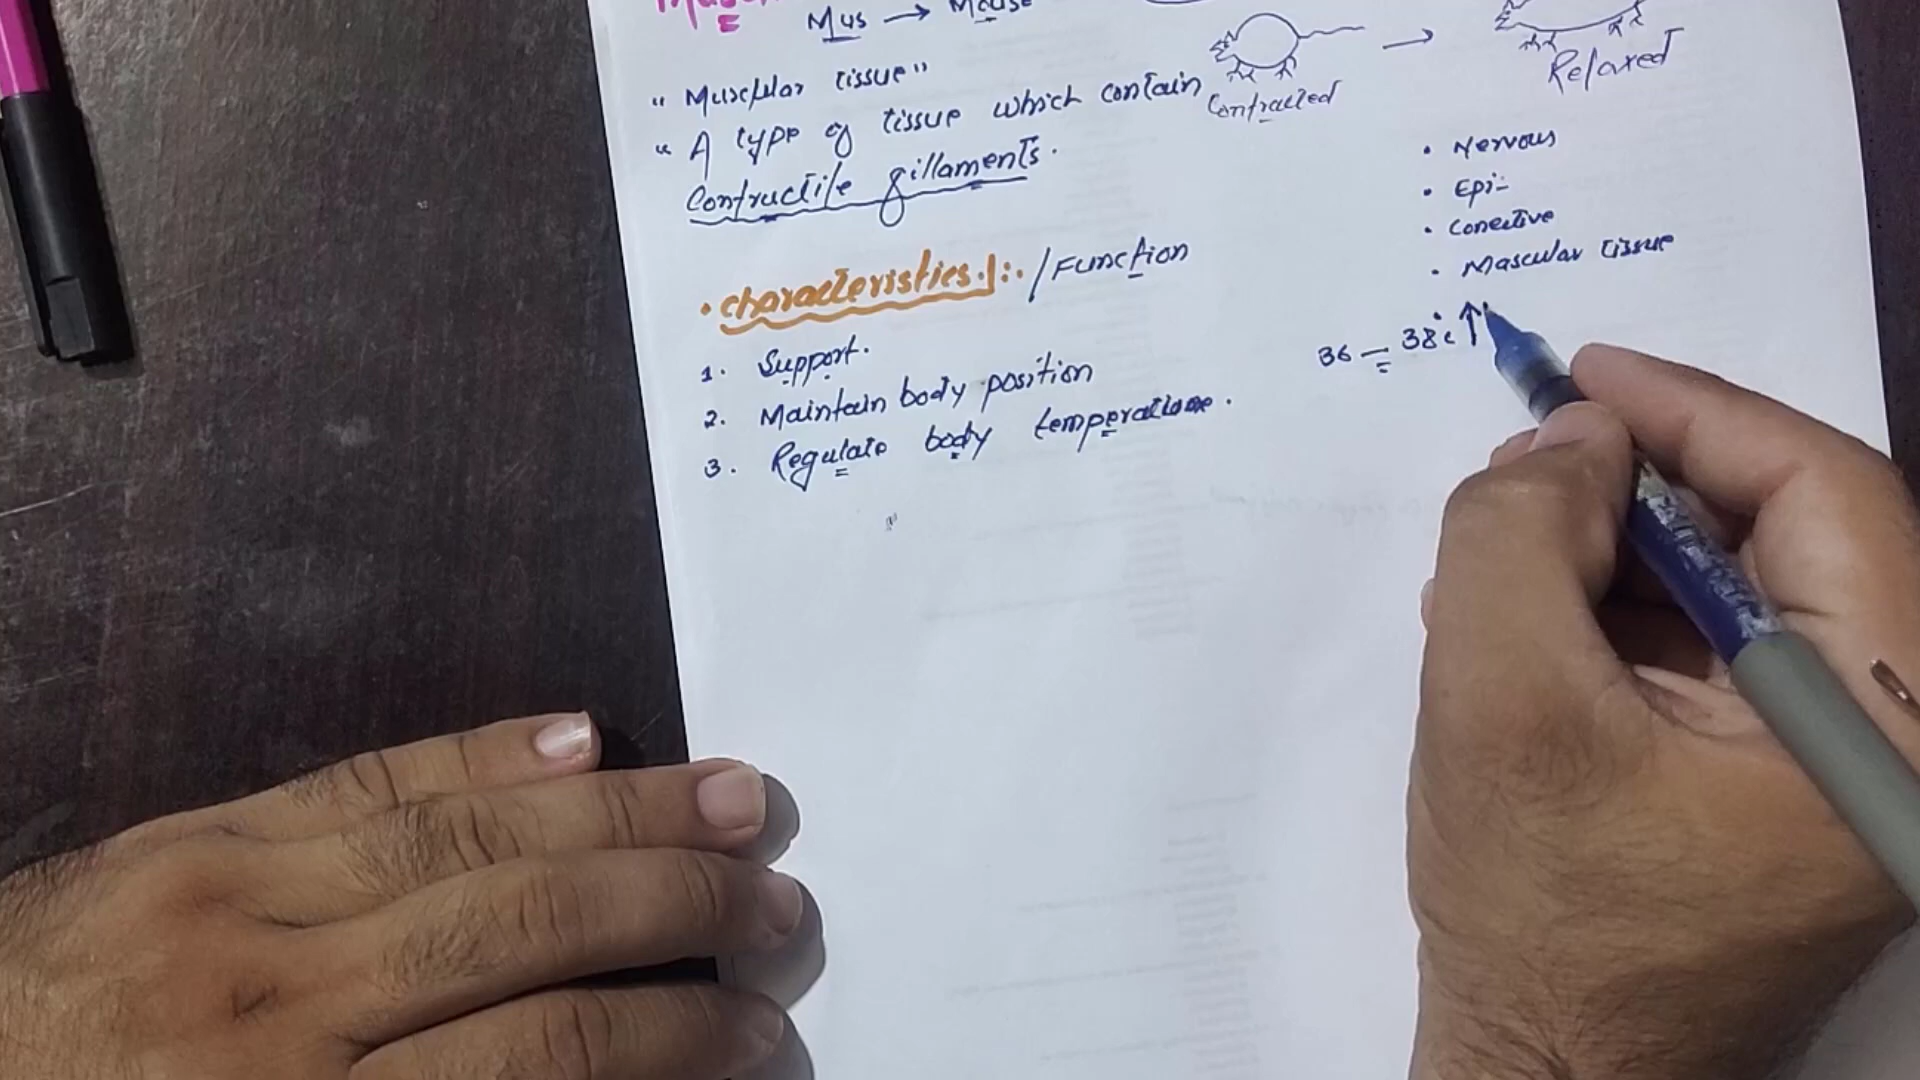 Mus → Mouse
Relaxed
Contracted
"Muscular tissue"
"A type of tissue which contain
Contractile fillaments.
• Nervous
• Epi-
• Conective
• Mascular tissue
• Characteristics :. / Function
1. Support.
2. Maintain body position
36 – 38°c ↑
3. Regulate body temperature.